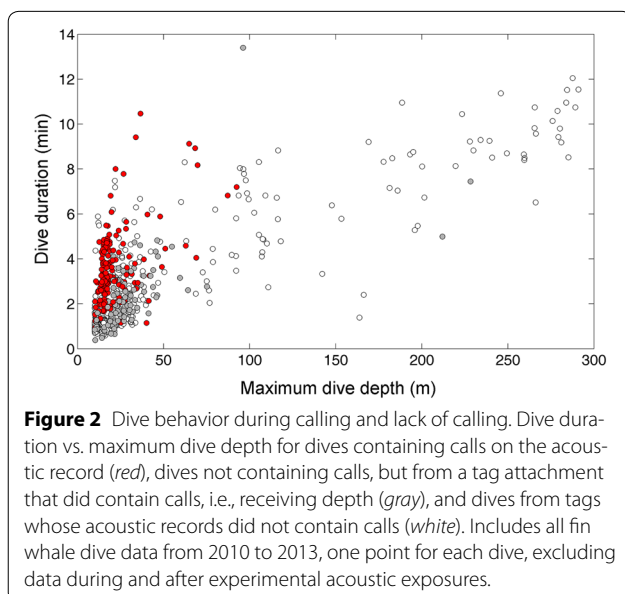 14
12
10
8
6
4
2
0
Dive duration (min)
0 50 100 150 200 250 300
Maximum dive depth (m)
Figure 2 Dive behavior during calling and lack of calling. Dive dura-
tion vs. maximum dive depth for dives containing calls on the acous-
tic record (red), dives not containing calls, but from a tag attachment
that did contain calls, i.e., receiving depth (gray), and dives from tags
whose acoustic records did not contain calls (white). Includes all fin
whale dive data from 2010 to 2013, one point for each dive, excluding
data during and after experimental acoustic exposures.